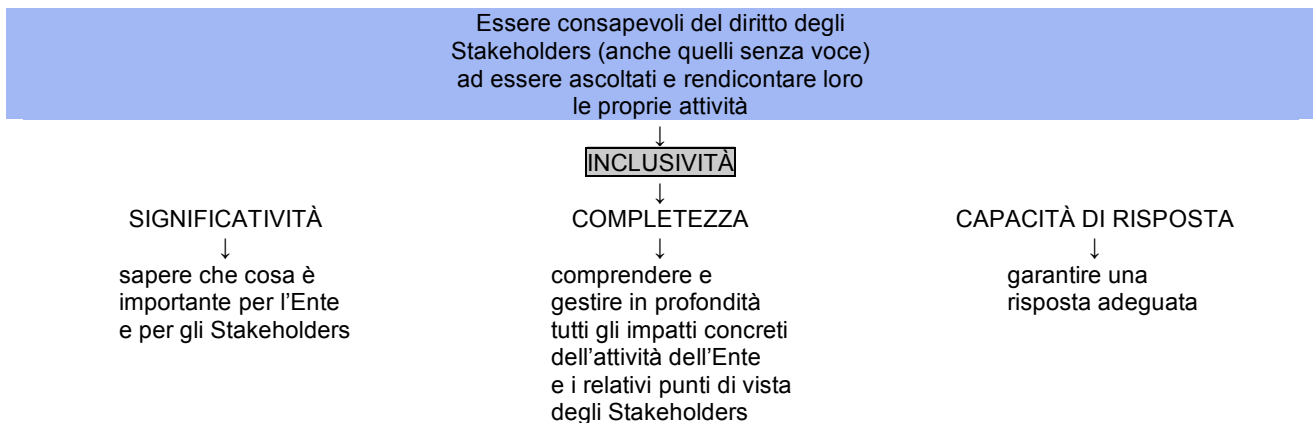 Essere consapevoli del diritto degli
Stakeholders (anche quelli senza voce)
ad essere ascoltati e rendicontare loro
le proprie attività
↓
INCLUSIVITÀ
↓
SIGNIFICATIVITÀ
↓
sapere che cosa è
importante per l’Ente
e per gli Stakeholders
COMPLETEZZA
↓
comprendere e
gestire in profondità
tutti gli impatti concreti
dell’attività dell’Ente
e i relativi punti di vista
degli Stakeholders
CAPACITÀ DI RISPOSTA
↓
garantire una
risposta adeguata